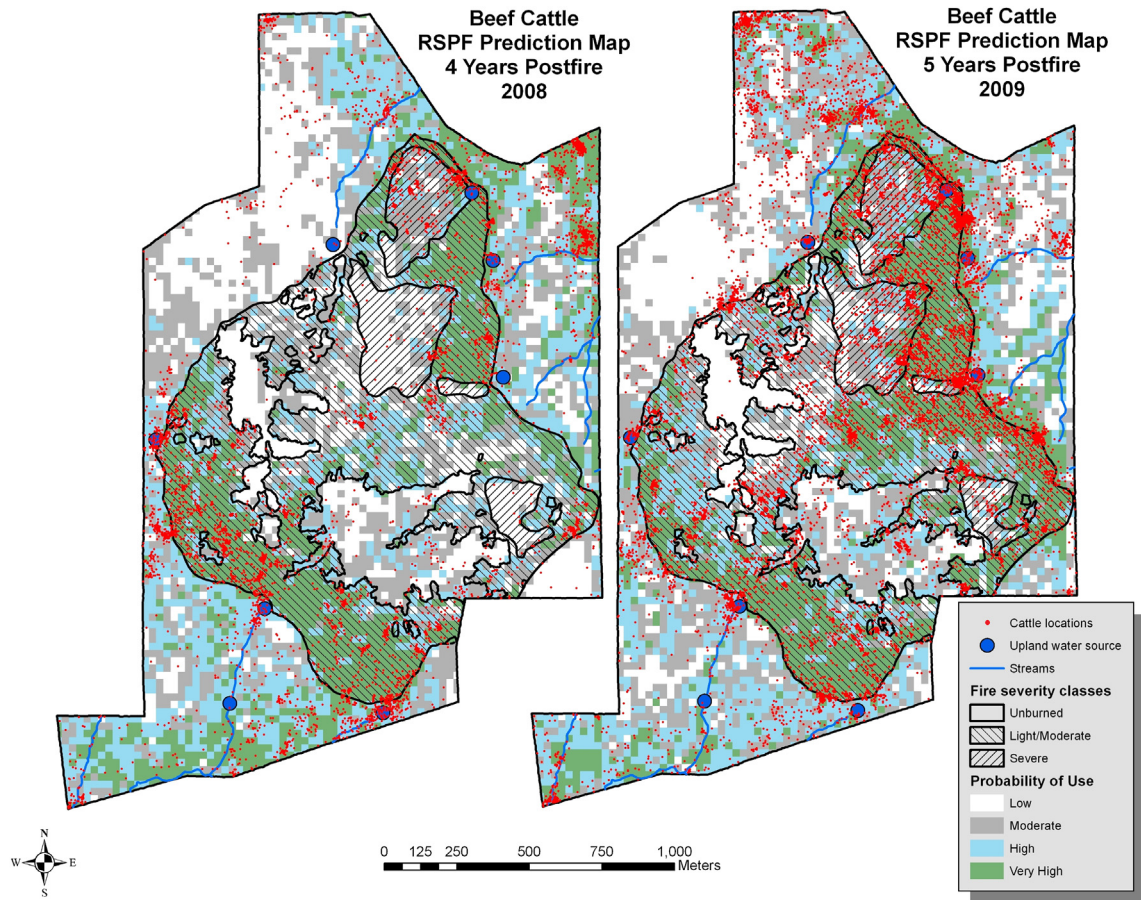 Beef Cattle
RSPF Prediction Map
4 Years Postfire
2008
Beef Cattle
RSPF Prediction Map
5 Years Postfire
2009
Cattle locations
Upland water source
Streams
Fire severity classes
Unburned
Light/Moderate
Severe
Probability of Use
Low
Moderate
High
Very High
N
W E
S
0 125 250 500 750 1,000
Meters